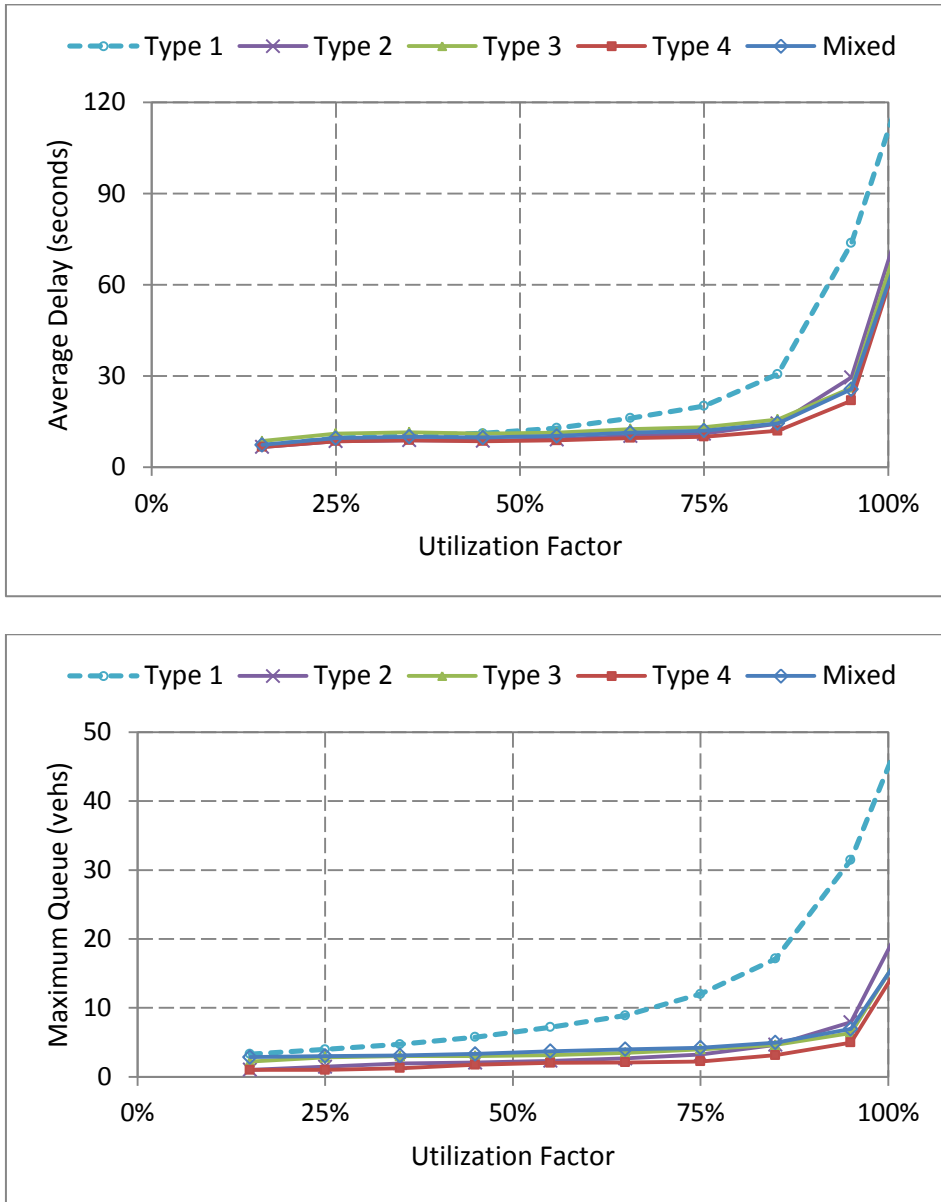 Type 1 Type 2 Type 3 Type 4 Mixed
120
90
60
30
0
Average Delay (seconds)
0% 25% 50% 75% 100%
Utilization Factor
Type 1 Type 2 Type 3 Type 4 Mixed
50
40
30
20
10
0
Maximum Queue (vehs)
0% 25% 50% 75% 100%
Utilization Factor